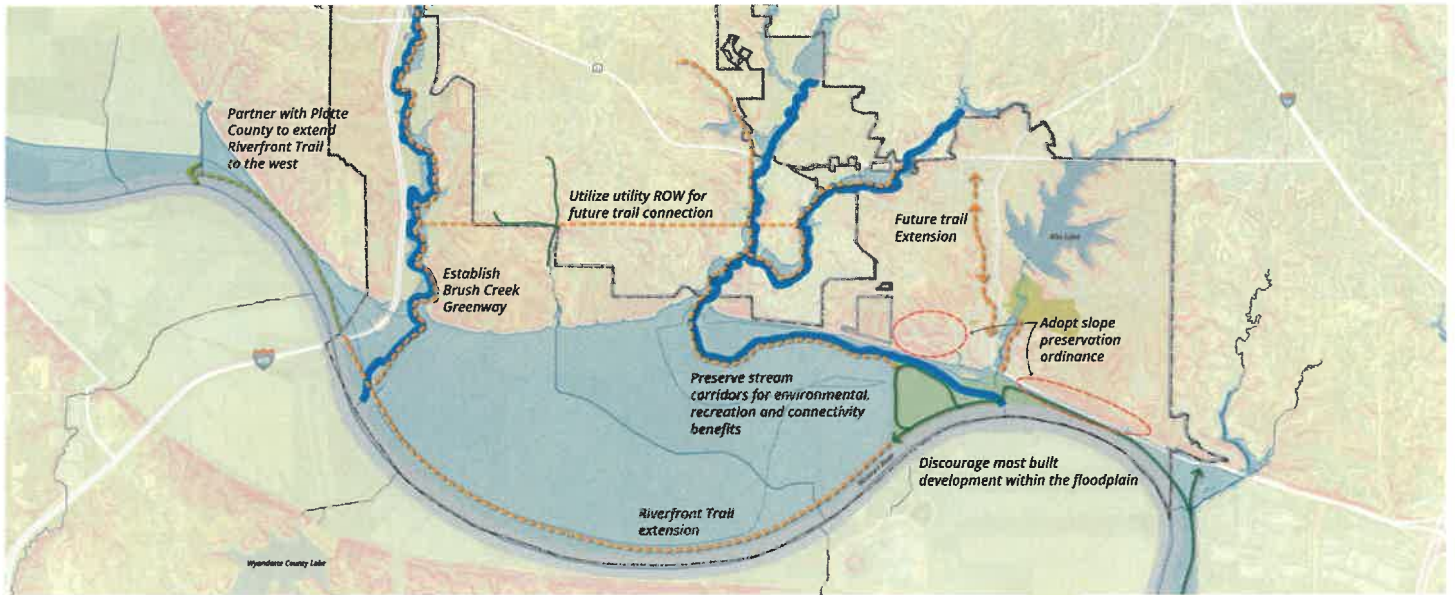 Partner with Platte
County to extend
Riverfront Trail
to the west
Utilize utility ROW for
future trail connection
Future trail
Extension
Establish
Brush Creek
Greenway
Adopt slope
preservation
ordinance
Preserve stream
corridors for environmental,
recreation and connectivity
benefits
Discourage most built
development within the floodplain
Riverfront Trail
extension
Missouri River
Wyandotte County Lake